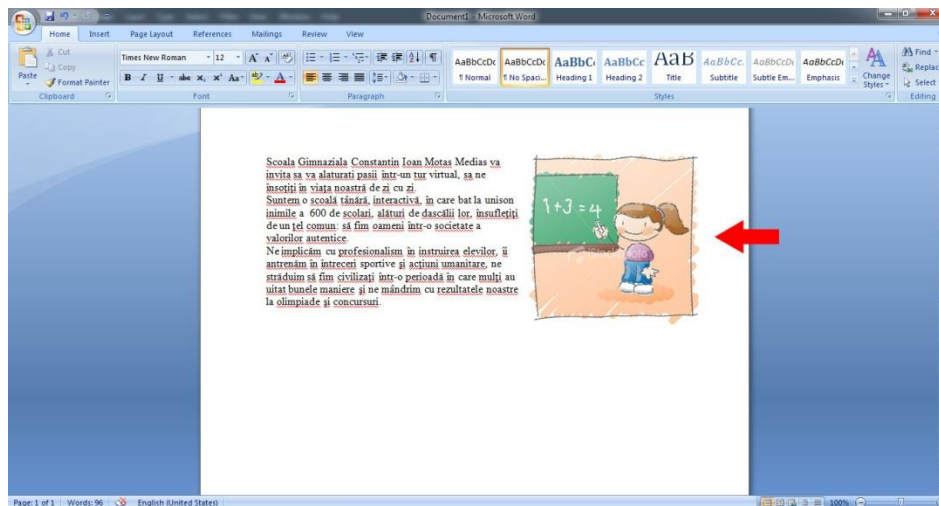 Document1 - Microsoft Word
Home Insert Page Layout References Mailings Review View
Paste
Cut
Copy
Format Painter
Clipboard
Times New Roman 12
Font
Paragraph
AaBbCcDc AaBbCcDc AaBbC AaBbCc AaB AaBbCc. AaBbCcDc AaBbCcDc
¶ Normal ¶ No Spaci... Heading 1 Heading 2 Title Subtitle Subtle Em... Emphasis
Styles
Change Styles
Find
Replac
Select
Editing
Scoala Gimnaziala Constantin Ioan Motas Medias va
invita sa va alaturati pasii într-un tur virtual, sa ne
însoțiți în viața noastră de zi cu zi.
Suntem o școală tânără, interactivă, în care bat la unison
inimile a 600 de școlari, alături de dascălii lor, însuflețiți
de un țel comun: să fim oameni într-o societate a
valorilor autentice.
Ne implicăm cu profesionalism în instruirea elevilor, îi
antrenăm în întreceri sportive și acțiuni umanitare, ne
străduim să fim civilizați într-o perioadă în care mulți au
uitat bunele maniere și ne mândrim cu rezultatele noastre
la olimpiade și concursuri.
1+3=4
Page: 1 of 1 Words: 96 English (United States) 100%